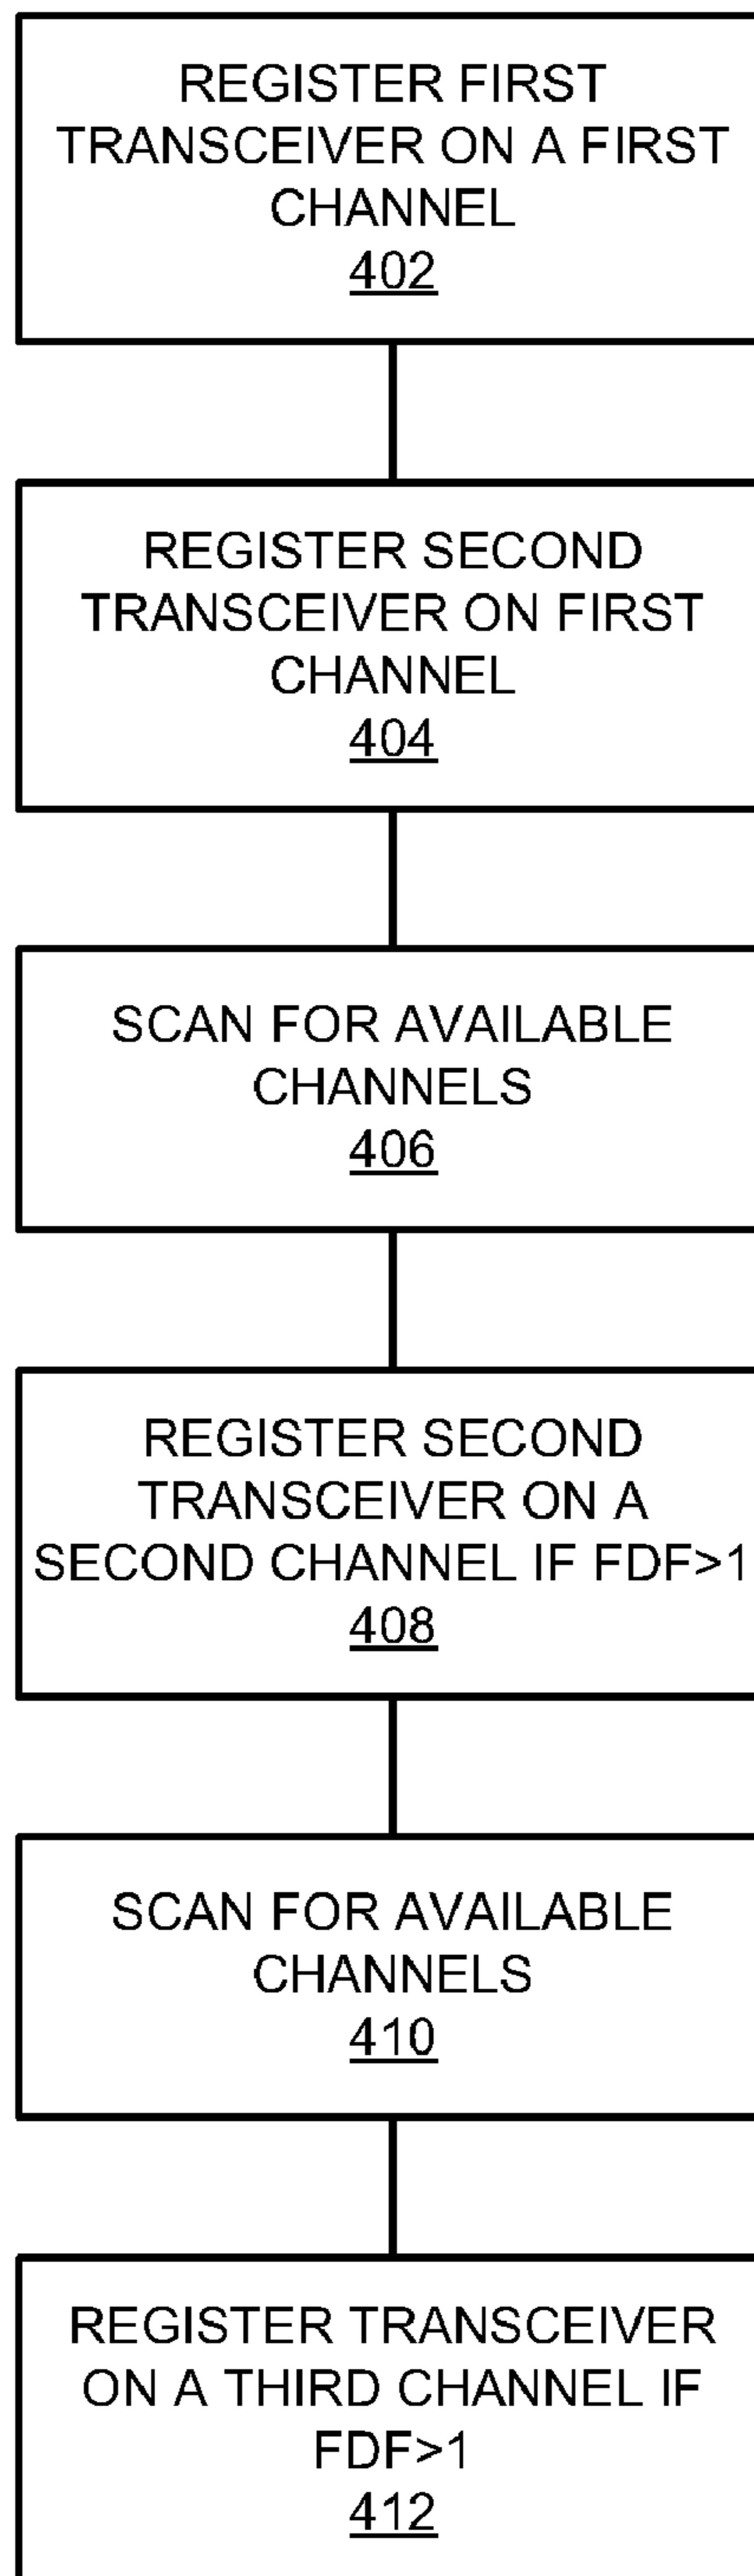 REGISTER FIRST
TRANSCEIVER ON A FIRST
CHANNEL
402
REGISTER SECOND
TRANSCEIVER ON FIRST
CHANNEL
404
SCAN FOR AVAILABLE
CHANNELS
406
REGISTER SECOND
TRANSCEIVER ON A
SECOND CHANNEL IF FDF>1
408
SCAN FOR AVAILABLE
CHANNELS
410
REGISTER TRANSCEIVER
ON A THIRD CHANNEL IF
FDF>1
412